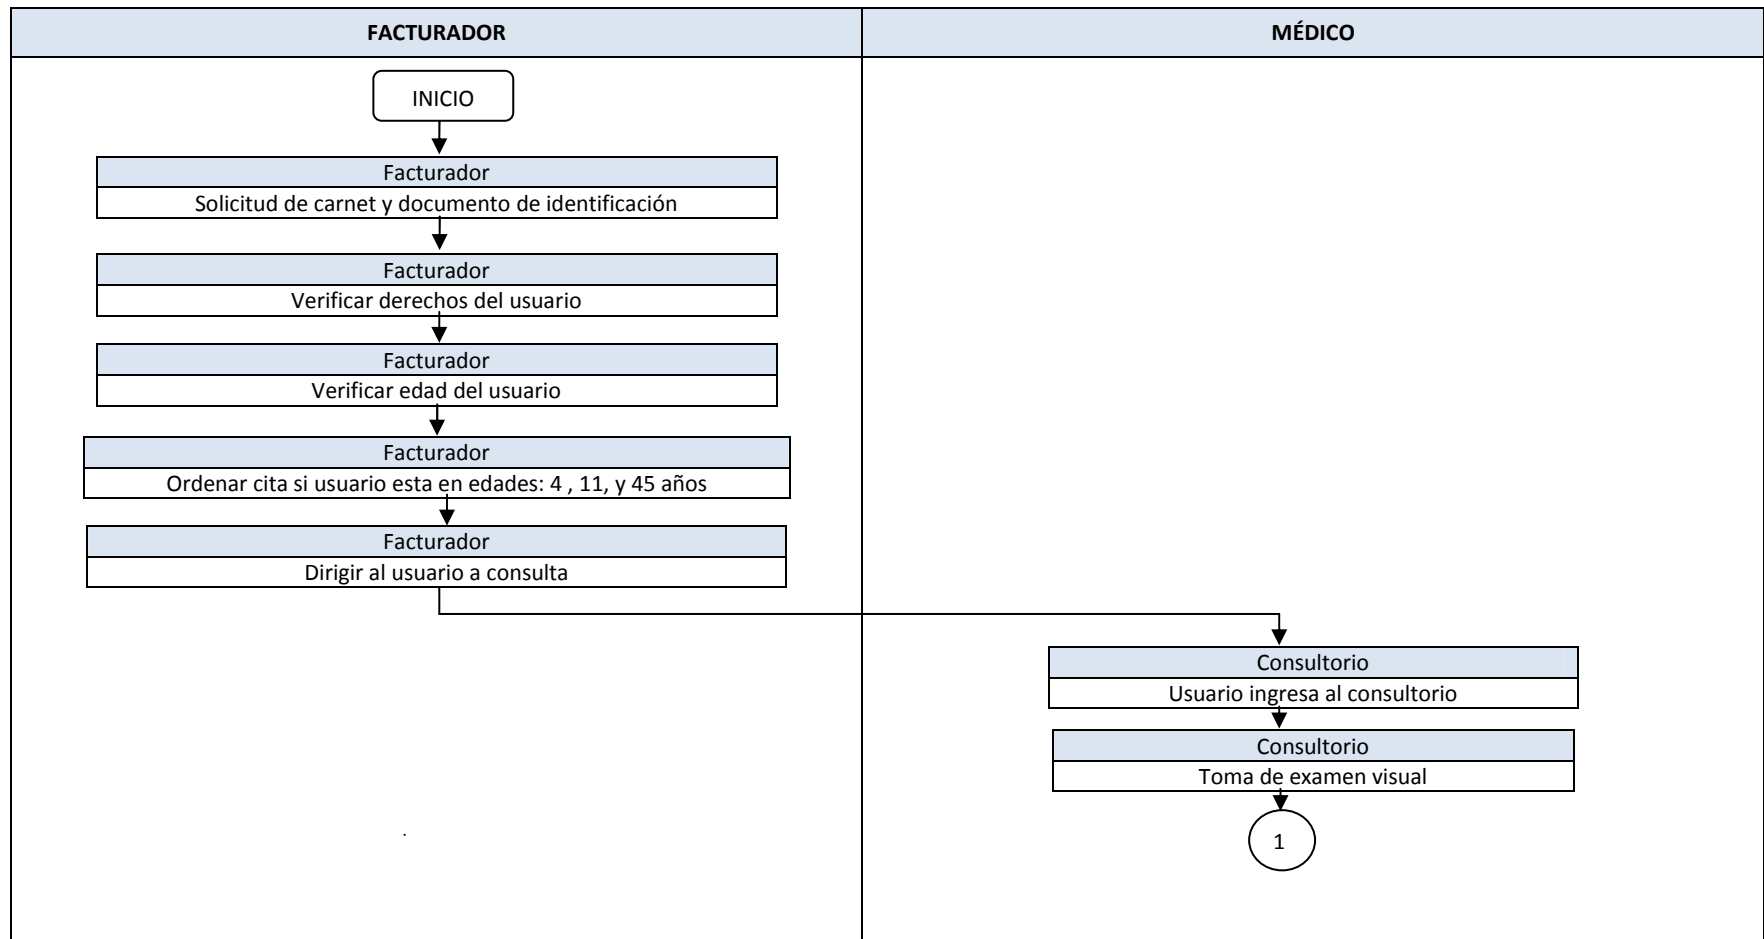 FACTURADOR
MÉDICO
INICIO
Facturador
Solicitud de carnet y documento de identificación
Facturador
Verificar derechos del usuario
Facturador
Verificar edad del usuario
Facturador
Ordenar cita si usuario esta en edades: 4 , 11, y 45 años
Facturador
Dirigir al usuario a consulta
Consultorio
Usuario ingresa al consultorio
Consultorio
Toma de examen visual
.
1